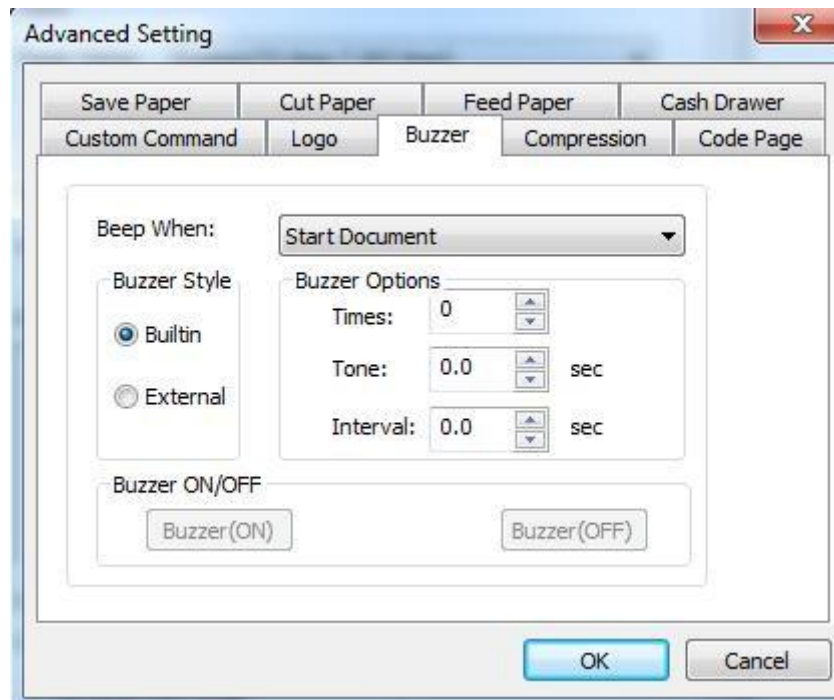 Advanced Setting
Save Paper Cut Paper Feed Paper Cash Drawer
Custom Command Logo Buzzer Compression Code Page
Beep When: Start Document
Buzzer Style Buzzer Options
Times: 0
Builtin
Tone: 0.0 sec
External
Interval: 0.0 sec
Buzzer ON/OFF
Buzzer(ON) Buzzer(OFF)
OK Cancel